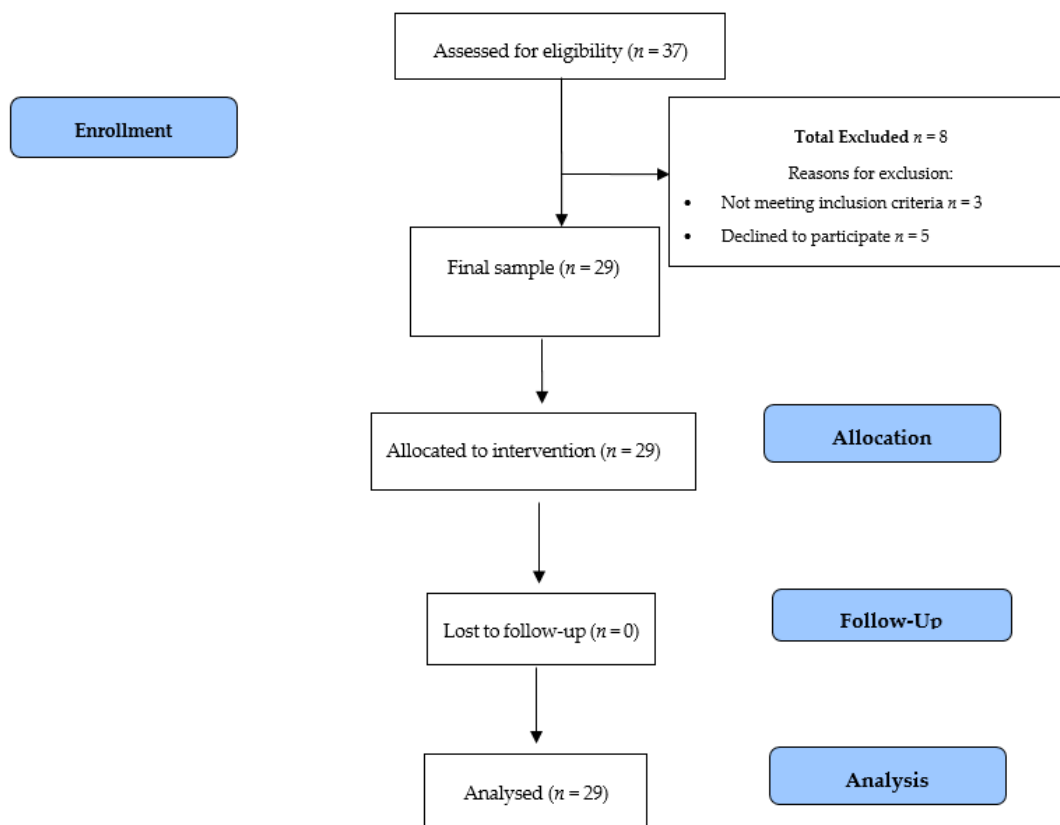 Assessed for eligibility (n = 37)
Enrollment
Total Excluded n = 8
Reasons for exclusion:
• Not meeting inclusion criteria n = 3
• Declined to participate n = 5
Final sample (n = 29)
Allocated to intervention (n = 29)
Allocation
Lost to follow-up (n = 0)
Follow-Up
Analysed (n = 29)
Analysis